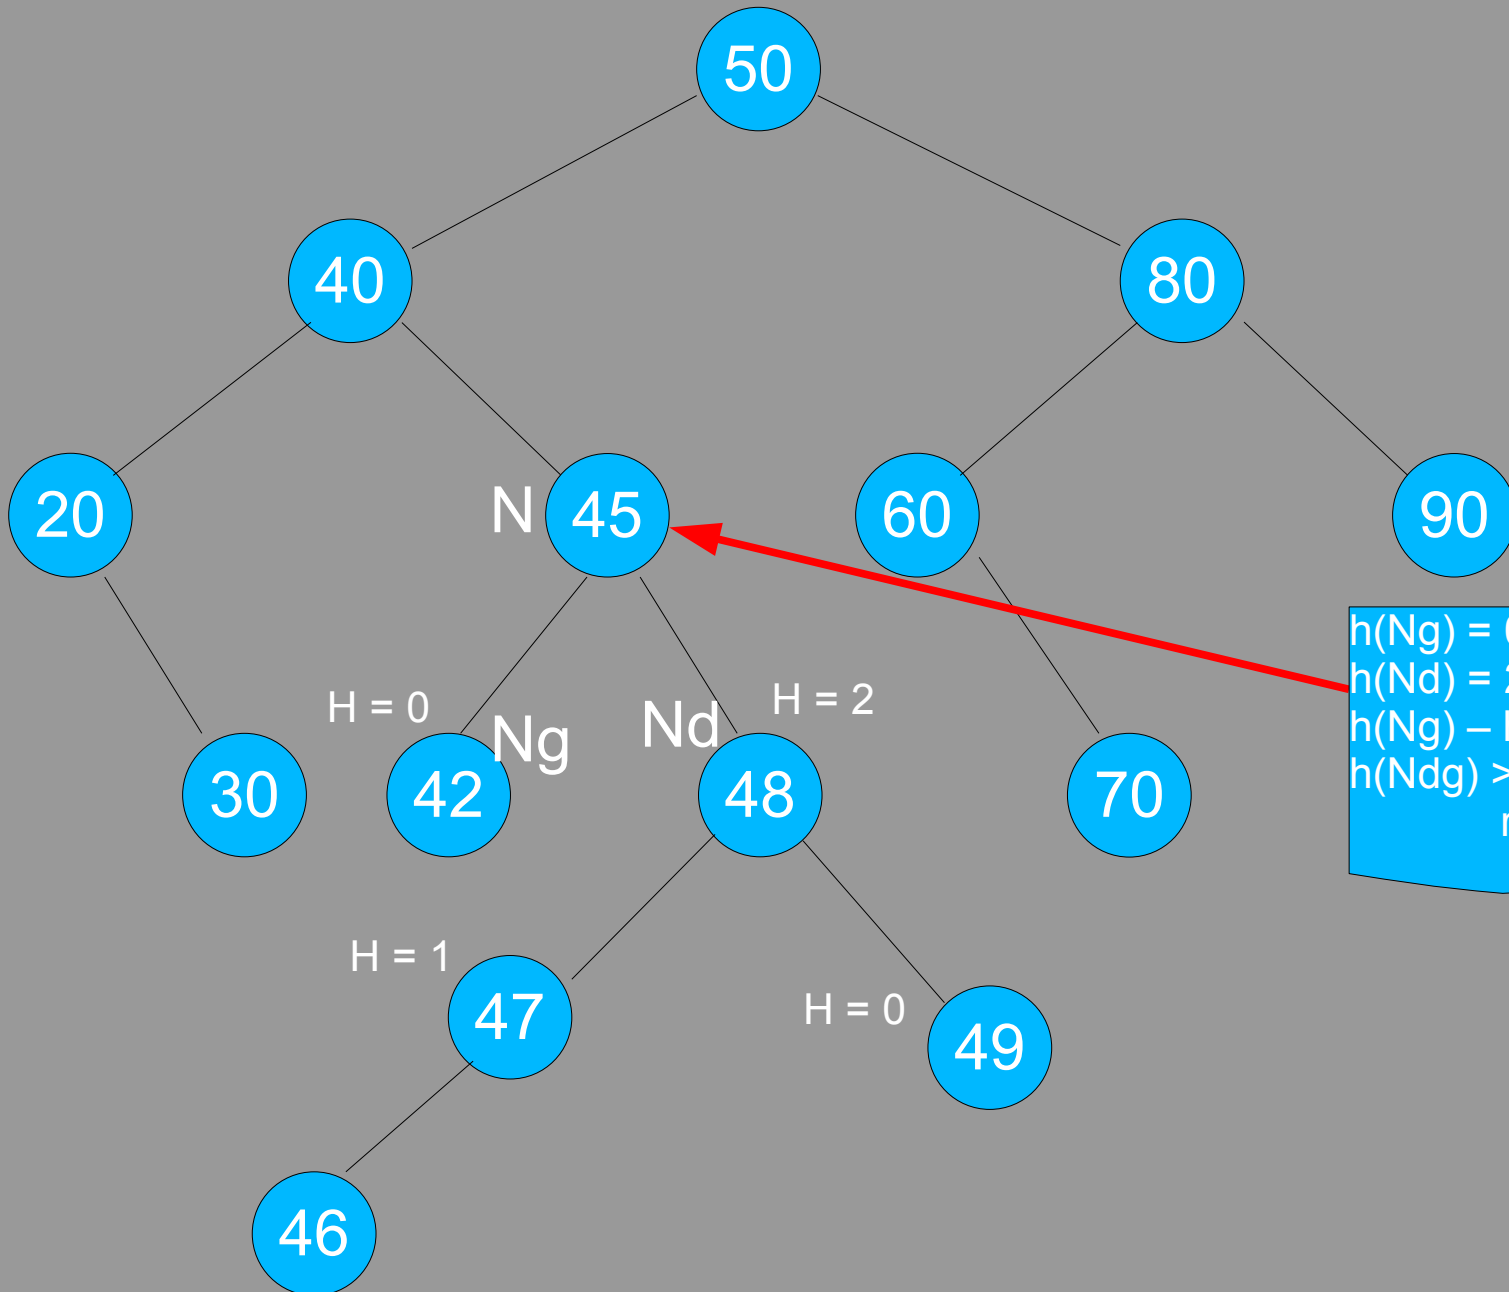 50
40
80
20
N
45
60
90
h(Ng) =
h(Nd) = 2
h(Ng) –
h(Ndg) >
H = 0
Ng
Nd
H = 2
30
42
48
70
H = 1
47
H = 0
49
46